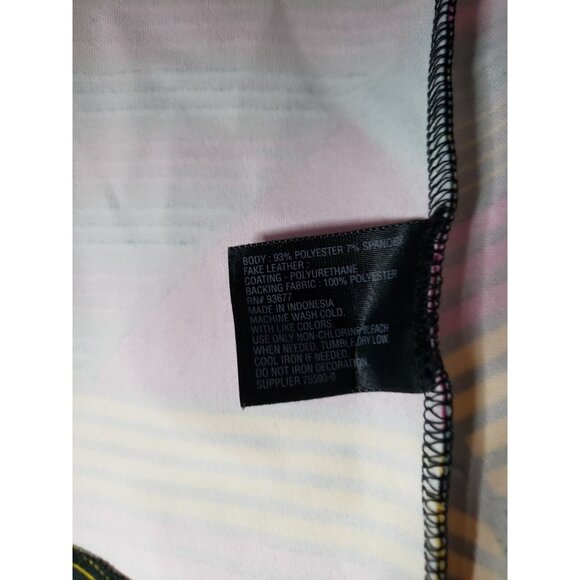 BODY : 93% POLYESTER 7% SPANDEX
FAKE LEATHER :
COATING - POLYURETHANE
BACKING FABRIC : 100% POLYESTER
RN# 93677
MADE IN INDONESIA
MACHINE WASH COLD.
WITH LIKE COLORS.
USE ONLY NON-CHLORINE BLEACH
WHEN NEEDED. TUMBLE DRY LOW.
COOL IRON IF NEEDED.
DO NOT IRON DECORATION
SUPPLIER 75590-0